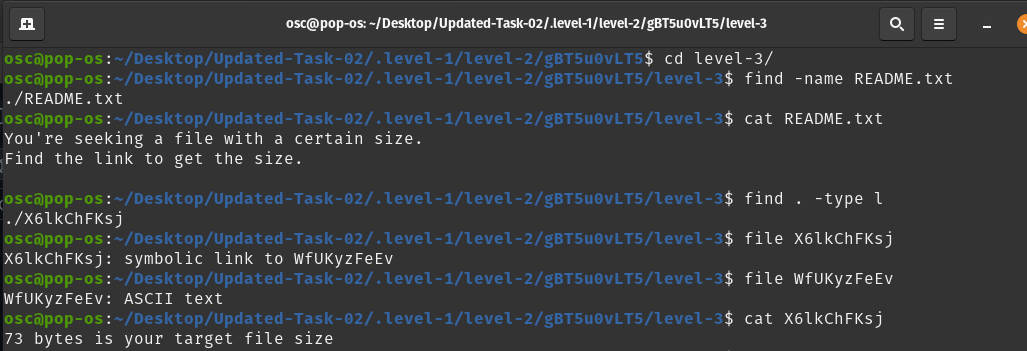 osc@pop-os: ~/Desktop/Updated-Task-02/.level-1/level-2/gBT5u0vLT5/level-3
osc@pop-os:~/Desktop/Updated-Task-02/.level-1/level-2/gBT5u0vLT5$ cd level-3/
osc@pop-os:~/Desktop/Updated-Task-02/.level-1/level-2/gBT5u0vLT5/level-3$ find -name README.txt
./README.txt
osc@pop-os:~/Desktop/Updated-Task-02/.level-1/level-2/gBT5u0vLT5/level-3$ cat README.txt
You're seeking a file with a certain size.
Find the link to get the size.
osc@pop-os:~/Desktop/Updated-Task-02/.level-1/level-2/gBT5u0vLT5/level-3$ find . -type l
./X6lkChFKsj
osc@pop-os:~/Desktop/Updated-Task-02/.level-1/level-2/gBT5u0vLT5/level-3$ file X6lkChFKsj
X6lkChFKsj: symbolic link to WfUKyzFeEv
osc@pop-os:~/Desktop/Updated-Task-02/.level-1/level-2/gBT5u0vLT5/level-3$ file WfUKyzFeEv
WfUKyzFeEv: ASCII text
osc@pop-os:~/Desktop/Updated-Task-02/.level-1/level-2/gBT5u0vLT5/level-3$ cat X6lkChFKsj
73 bytes is your target file size